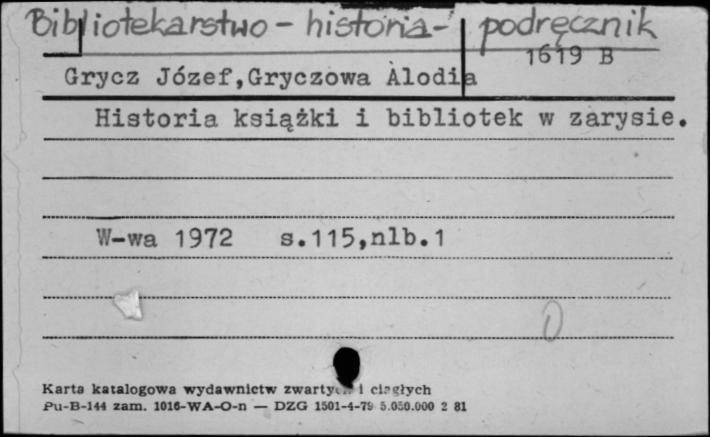 Bibliotekarstwo - historia - podręcznik
1619 B
Grycz Józef,Gryczowa Alodia
Historia książki i bibliotek w zarysie.
W-wa 1972 s.115,nlb.1
0
Karta katalogowa wydawnictw zwartych i ciągłych
Pu-B-144 zam. 1016-WA-O-n — DZG 1501-4-79 5.050.000 2 81